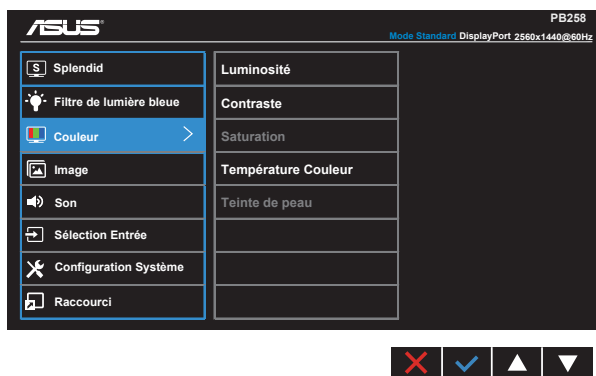 ASUS
PB258
Mode Standard DisplayPort 2560x1440@60Hz
S Splendid
Filtre de lumière bleue
Couleur
Image
Son
Sélection Entrée
Configuration Système
Raccourci
Luminosité
Contraste
Saturation
Température Couleur
Teinte de peau